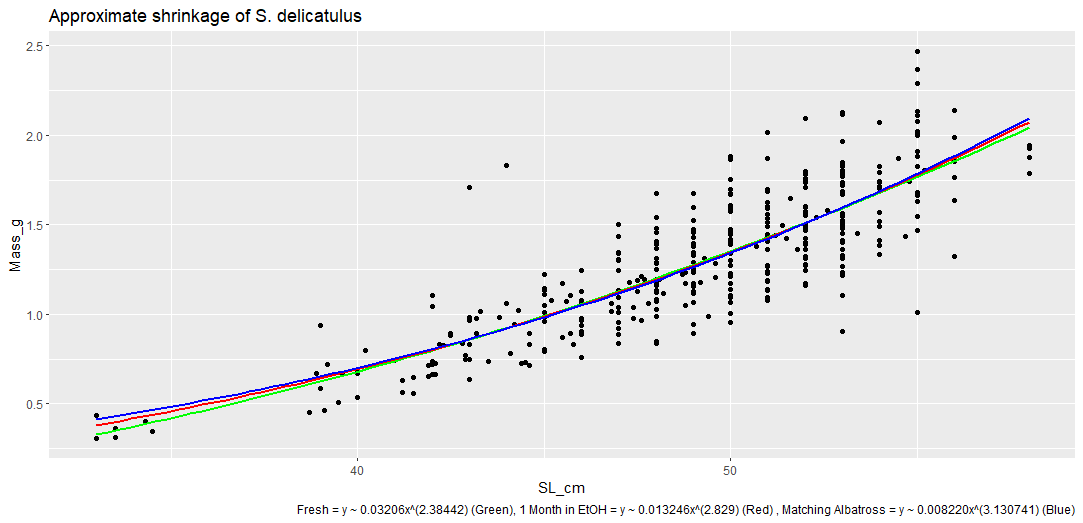 Approximate shrinkage of S. delicatulus
2.5
2.0
1.5
1.0
0.5
Mass_g
40
50
SL_cm
Fresh = y ~ 0.03206x^(2.38442) (Green), 1 Month in EtOH = y ~ 0.013246x^(2.829) (Red) , Matching Albatross = y ~ 0.008220x^(3.130741) (Blue)